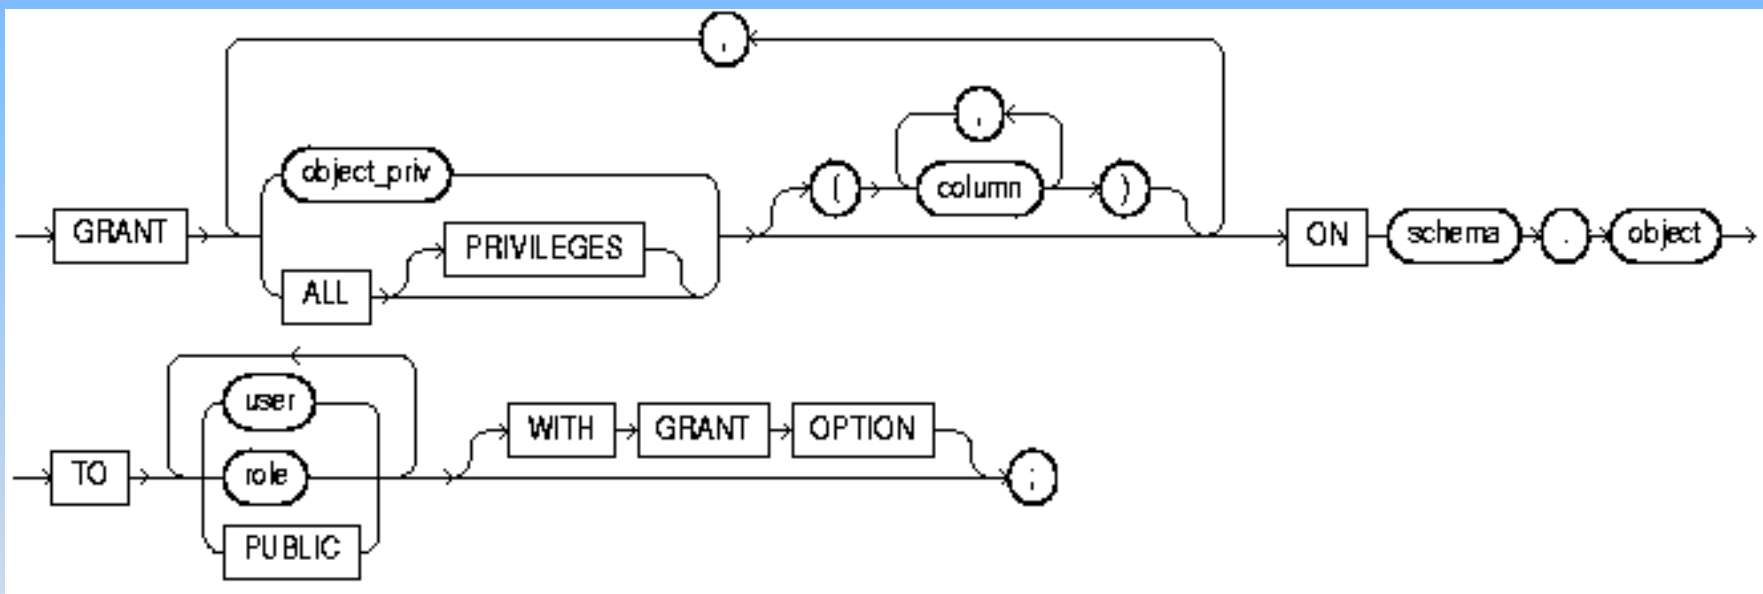 ,
,
object_priv
( column )
GRANT PRIVILEGES ON schema . object
ALL
user
WITH GRANT OPTION
TO role ;
PUBLIC